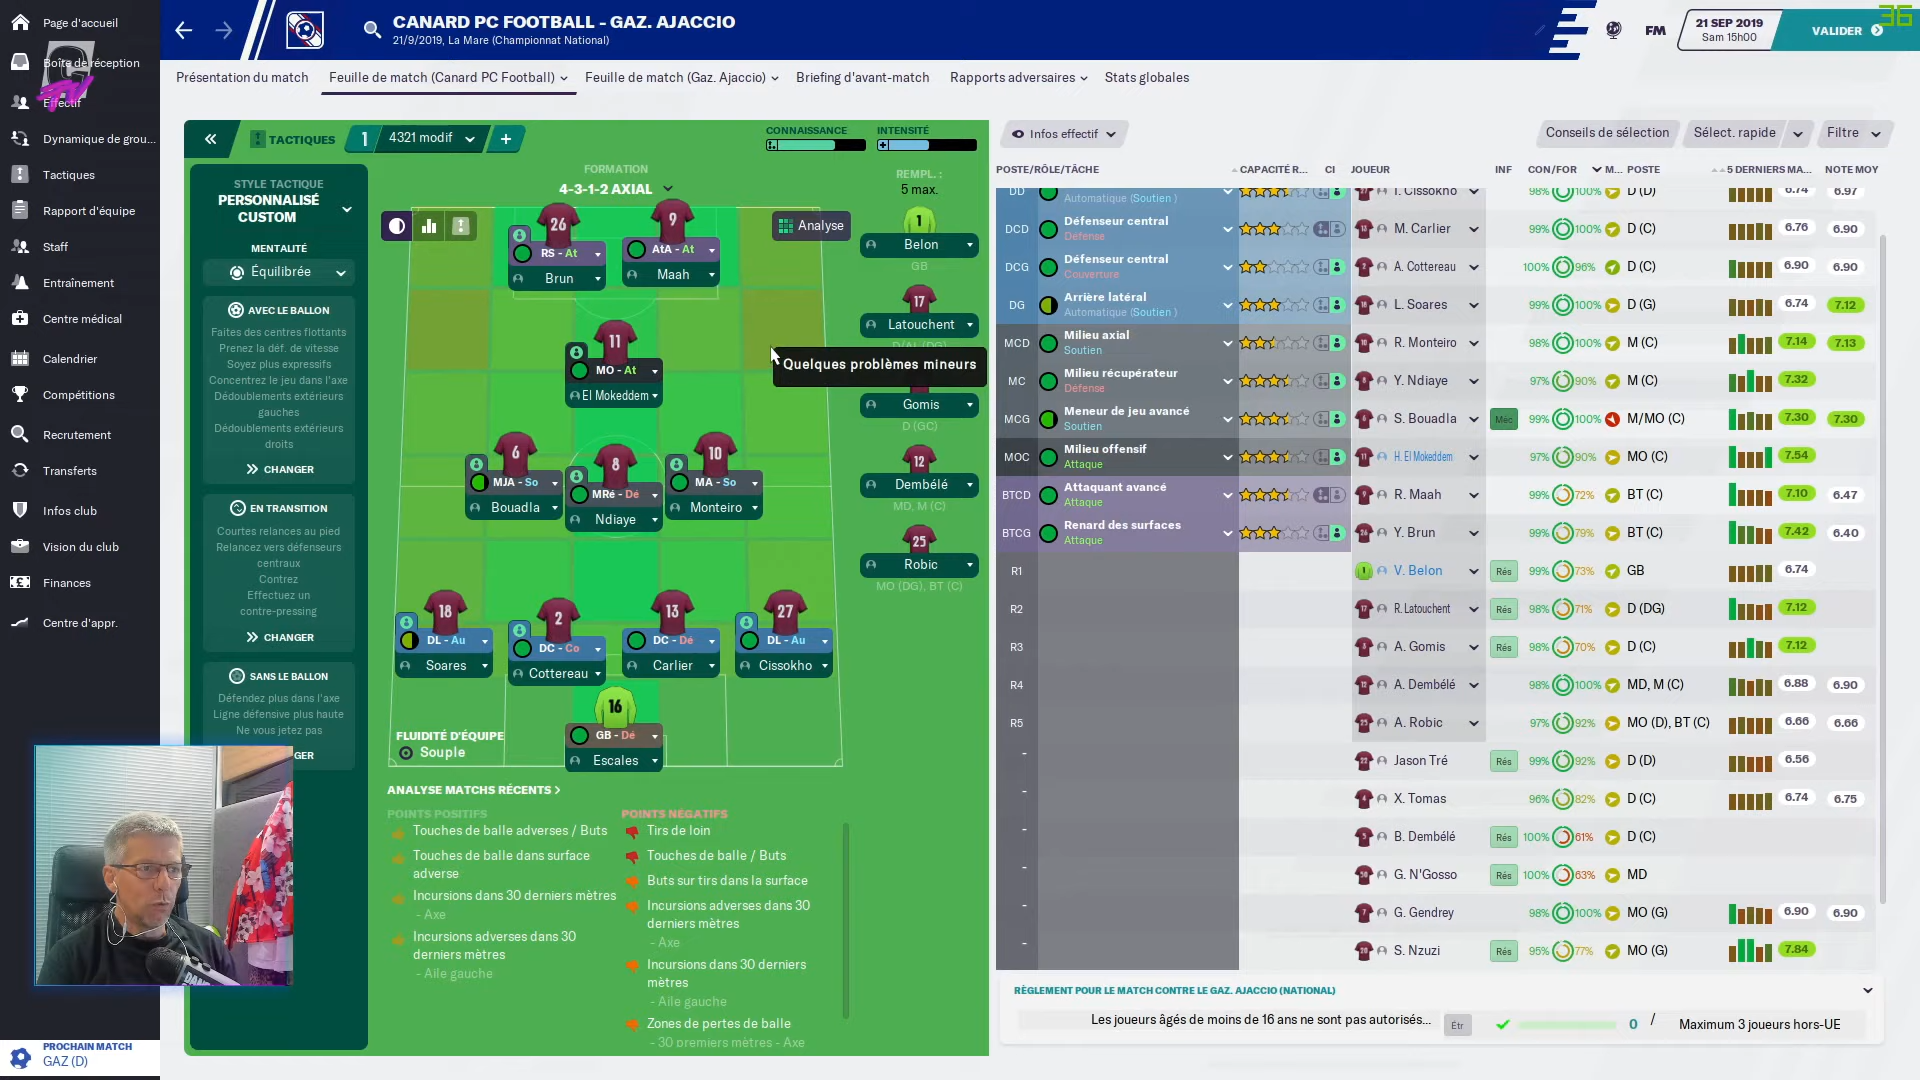 Page d'accueil
Boîte de réception
Effectif
Dynamique de grou...
Staff
Tactiques
Rapport d'équipe
Entraînement
Centre médical
Calendrier
Compétitions
Recrutement
Transferts
Infos club
Vision du club
Finances
Centre d'appr.
PROCHAIN MATCH
GAZ (D)
CANARD PC FOOTBALL - GAZ. AJACCIO
21/9/2019, La Mare (Championnat National)
FM
21 SEP 2019
Sam 15h00
VALIDER
36
Présentation du match
Feuille de match (Canard PC Football)
Feuille de match (Gaz. Ajaccio)
Briefing d'avant-match
Rapports adversaires
Stats globales
TACTIQUES
1
4321 modif
+
CONNAISSANCE
INTENSITÉ
STYLE TACTIQUE
PERSONNALISÉ
CUSTOM
MENTALITÉ
Équilibrée
AVEC LE BALLON
Faites des centres flottants
Prenez la déf. de vitesse
Soyez plus expressifs
Concentrez le jeu dans l'axe
Dédoublements extérieurs
gauches
Dédoublements extérieurs
droits
CHANGER
EN TRANSITION
Courtes relances au pied
Relancez vers défenseurs
centraux
Contrez
Effectuez un
contre-pressing
CHANGER
SANS LE BALLON
Défendez plus dans l'axe
Ligne défensive plus haute
Ne vous jetez pas
GER
FORMATION
4-3-1-2 AXIAL
REMPL. :
5 max.
Analyse
26
RS - At
Brun
9
AtA - At
Maah
11
MO - At
El Mokeddem
6
MJA - So
Bouadla
8
MRé - Dé
Ndiaye
10
MA - So
Monteiro
18
DL - Au
Soares
2
DC - Co
Cottereau
13
DC - Dé
Carlier
27
DL - Au
Cissokho
16
GB - Dé
Escales
1
Belon
GB
17
Latouchent
Quelques problèmes mineurs
Gomis
D (GC)
12
Dembélé
MD, M (C)
25
Robic
MO (DG), BT (C)
FLUIDITÉ D'ÉQUIPE
Souple
ANALYSE MATCHS RÉCENTS >
POINTS POSITIFS
Touches de balle adverses / Buts
Touches de balle dans surface
adverse
Incursions dans 30 derniers mètres
- Axe
Incursions adverses dans 30
derniers mètres
- Aile gauche
POINTS NÉGATIFS
Tirs de loin
Touches de balle / Buts
Buts sur tirs dans la surface
Incursions adverses dans 30
derniers mètres
- Axe
Incursions dans 30 derniers
mètres
- Aile gauche
Zones de pertes de balle
- 30 premiers mètres - Axe
Infos effectif
Conseils de sélection
Sélect. rapide
Filtre
POSTE/RÔLE/TÂCHE CAPACITÉ R... CI JOUEUR INF CON/FOR M... POSTE 5 DERNIERS MA... NOTE MOY
DD Automatique (Soutien ) I. Cissokho 98% 100% D (D) 6.74 6.97
DCD Défenseur central Défense M. Carlier 99% 100% D (C) 6.76 6.90
DCG Défenseur central Couverture A. Cottereau 100% 96% D (C) 6.90 6.90
DG Arrière latéral Automatique (Soutien ) L. Soares 99% 100% D (G) 6.74 7.12
MCD Milieu axial Soutien R. Monteiro 98% 100% M (C) 7.14 7.13
MC Milieu récupérateur Défense Y. Ndiaye 97% 90% M (C) 7.32
MCG Meneur de jeu avancé Soutien S. Bouadla Méc 99% 100% M/MO (C) 7.30 7.30
MOC Milieu offensif Attaque H. El Mokeddem 97% 90% MO (C) 7.54
BTCD Attaquant avancé Attaque R. Maah 99% 72% BT (C) 7.10 6.47
BTCG Renard des surfaces Attaque Y. Brun 99% 79% BT (C) 7.42 6.40
R1 V. Belon Rés 99% 73% GB 6.74
R2 R. Latouchent Rés 98% 71% D (DG) 7.12
R3 A. Gomis Rés 98% 70% D (C) 7.12
R4 A. Dembélé 98% 100% MD, M (C) 6.88 6.90
R5 A. Robic 97% 92% MO (D), BT (C) 6.66 6.66
- Jason Tré Rés 99% 92% D (D) 6.56
- X. Tomas 96% 82% D (C) 6.74 6.75
- B. Dembélé Rés 100% 61% D (C)
- G. N'Gosso Rés 100% 63% MD
- G. Gendrey 98% 100% MO (G) 6.90 6.90
- S. Nzuzi Rés 95% 77% MO (G) 7.84
RÈGLEMENT POUR LE MATCH CONTRE LE GAZ. AJACCIO (NATIONAL)
Les joueurs âgés de moins de 16 ans ne sont pas autorisés...
Étr
0 /
Maximum 3 joueurs hors-UE